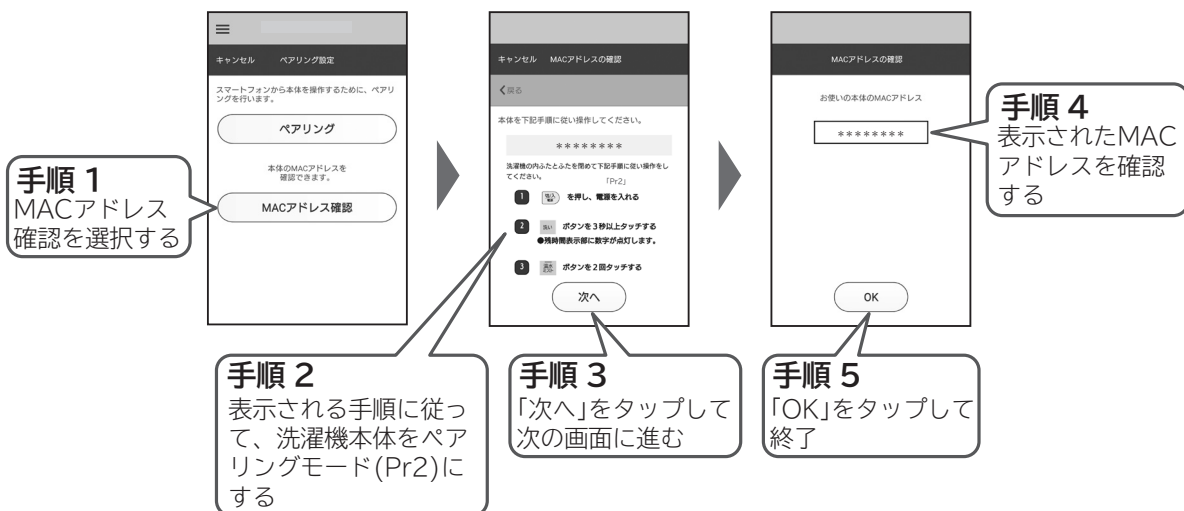 キャンセル ペアリング設定
スマートフォンから本体を操作するために、ペアリ
ングを行います。
ペアリング
本体のMACアドレスを
確認できます。
MACアドレス確認
手順 1
MACアドレス
確認を選択する
キャンセル MACアドレスの確認
戻る
本体を下記手順に従い操作してください。
********
洗濯機の内ふたとふたを閉めて下記手順に従い操作をし
てください。 「Pr2」
1 を押し、電源を入れる
2 洗い ボタンを3秒以上タッチする
●残時間表示部に数字が点灯します。
3 ボタンを2回タッチする
次へ
手順 2
表示される手順に従っ
て、洗濯機本体をペア
リングモード(Pr2)に
する
手順 3
「次へ」をタップして
次の画面に進む
MACアドレスの確認
お使いの本体のMACアドレス
********
OK
手順 4
表示されたMAC
アドレスを確認
する
手順 5
「OK」をタップして
終了